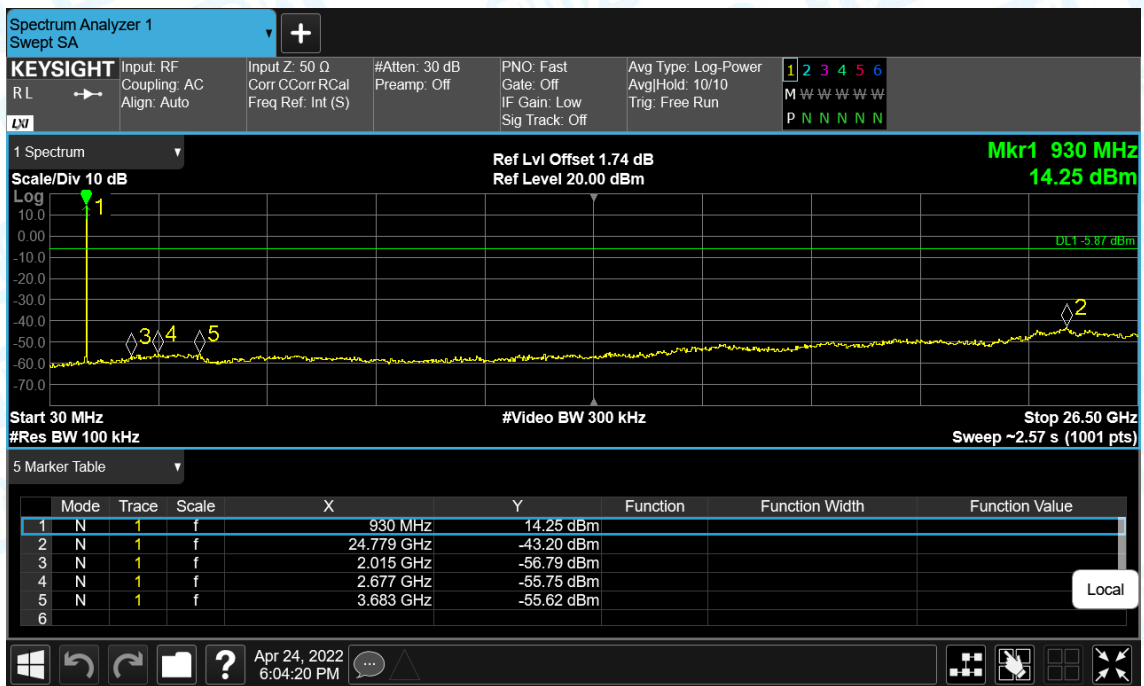 Spectrum Analyzer 1
Swept SA
+
KEYSIGHT
RL
LXI
Input: RF
Coupling: AC
Align: Auto
Input Z: 50 Ω
Corr CCorr RCal
Freq Ref: Int (S)
#Atten: 30 dB
Preamp: Off
PNO: Fast
Gate: Off
IF Gain: Low
Sig Track: Off
Avg Type: Log-Power
Avg|Hold: 10/10
Trig: Free Run
1 2 3 4 5 6
M W W W W W
P N N N N N
1 Spectrum
Scale/Div 10 dB
Ref Lvl Offset 1.74 dB
Ref Level 20.00 dBm
Mkr1 930 MHz
14.25 dBm
Log
10.0
0.00
-10.0
-20.0
-30.0
-40.0
-50.0
-60.0
-70.0
1
DL1 -5.87 dBm
2
3 4 5
Start 30 MHz
#Video BW 300 kHz
Stop 26.50 GHz
#Res BW 100 kHz
Sweep ~2.57 s (1001 pts)
5 Marker Table
Mode Trace Scale X Y Function Function Width Function Value
1 N 1 f 930 MHz 14.25 dBm
2 N 1 f 24.779 GHz -43.20 dBm
3 N 1 f 2.015 GHz -56.79 dBm
4 N 1 f 2.677 GHz -55.75 dBm
5 N 1 f 3.683 GHz -55.62 dBm
6
Local
?
Apr 24, 2022
6:04:20 PM